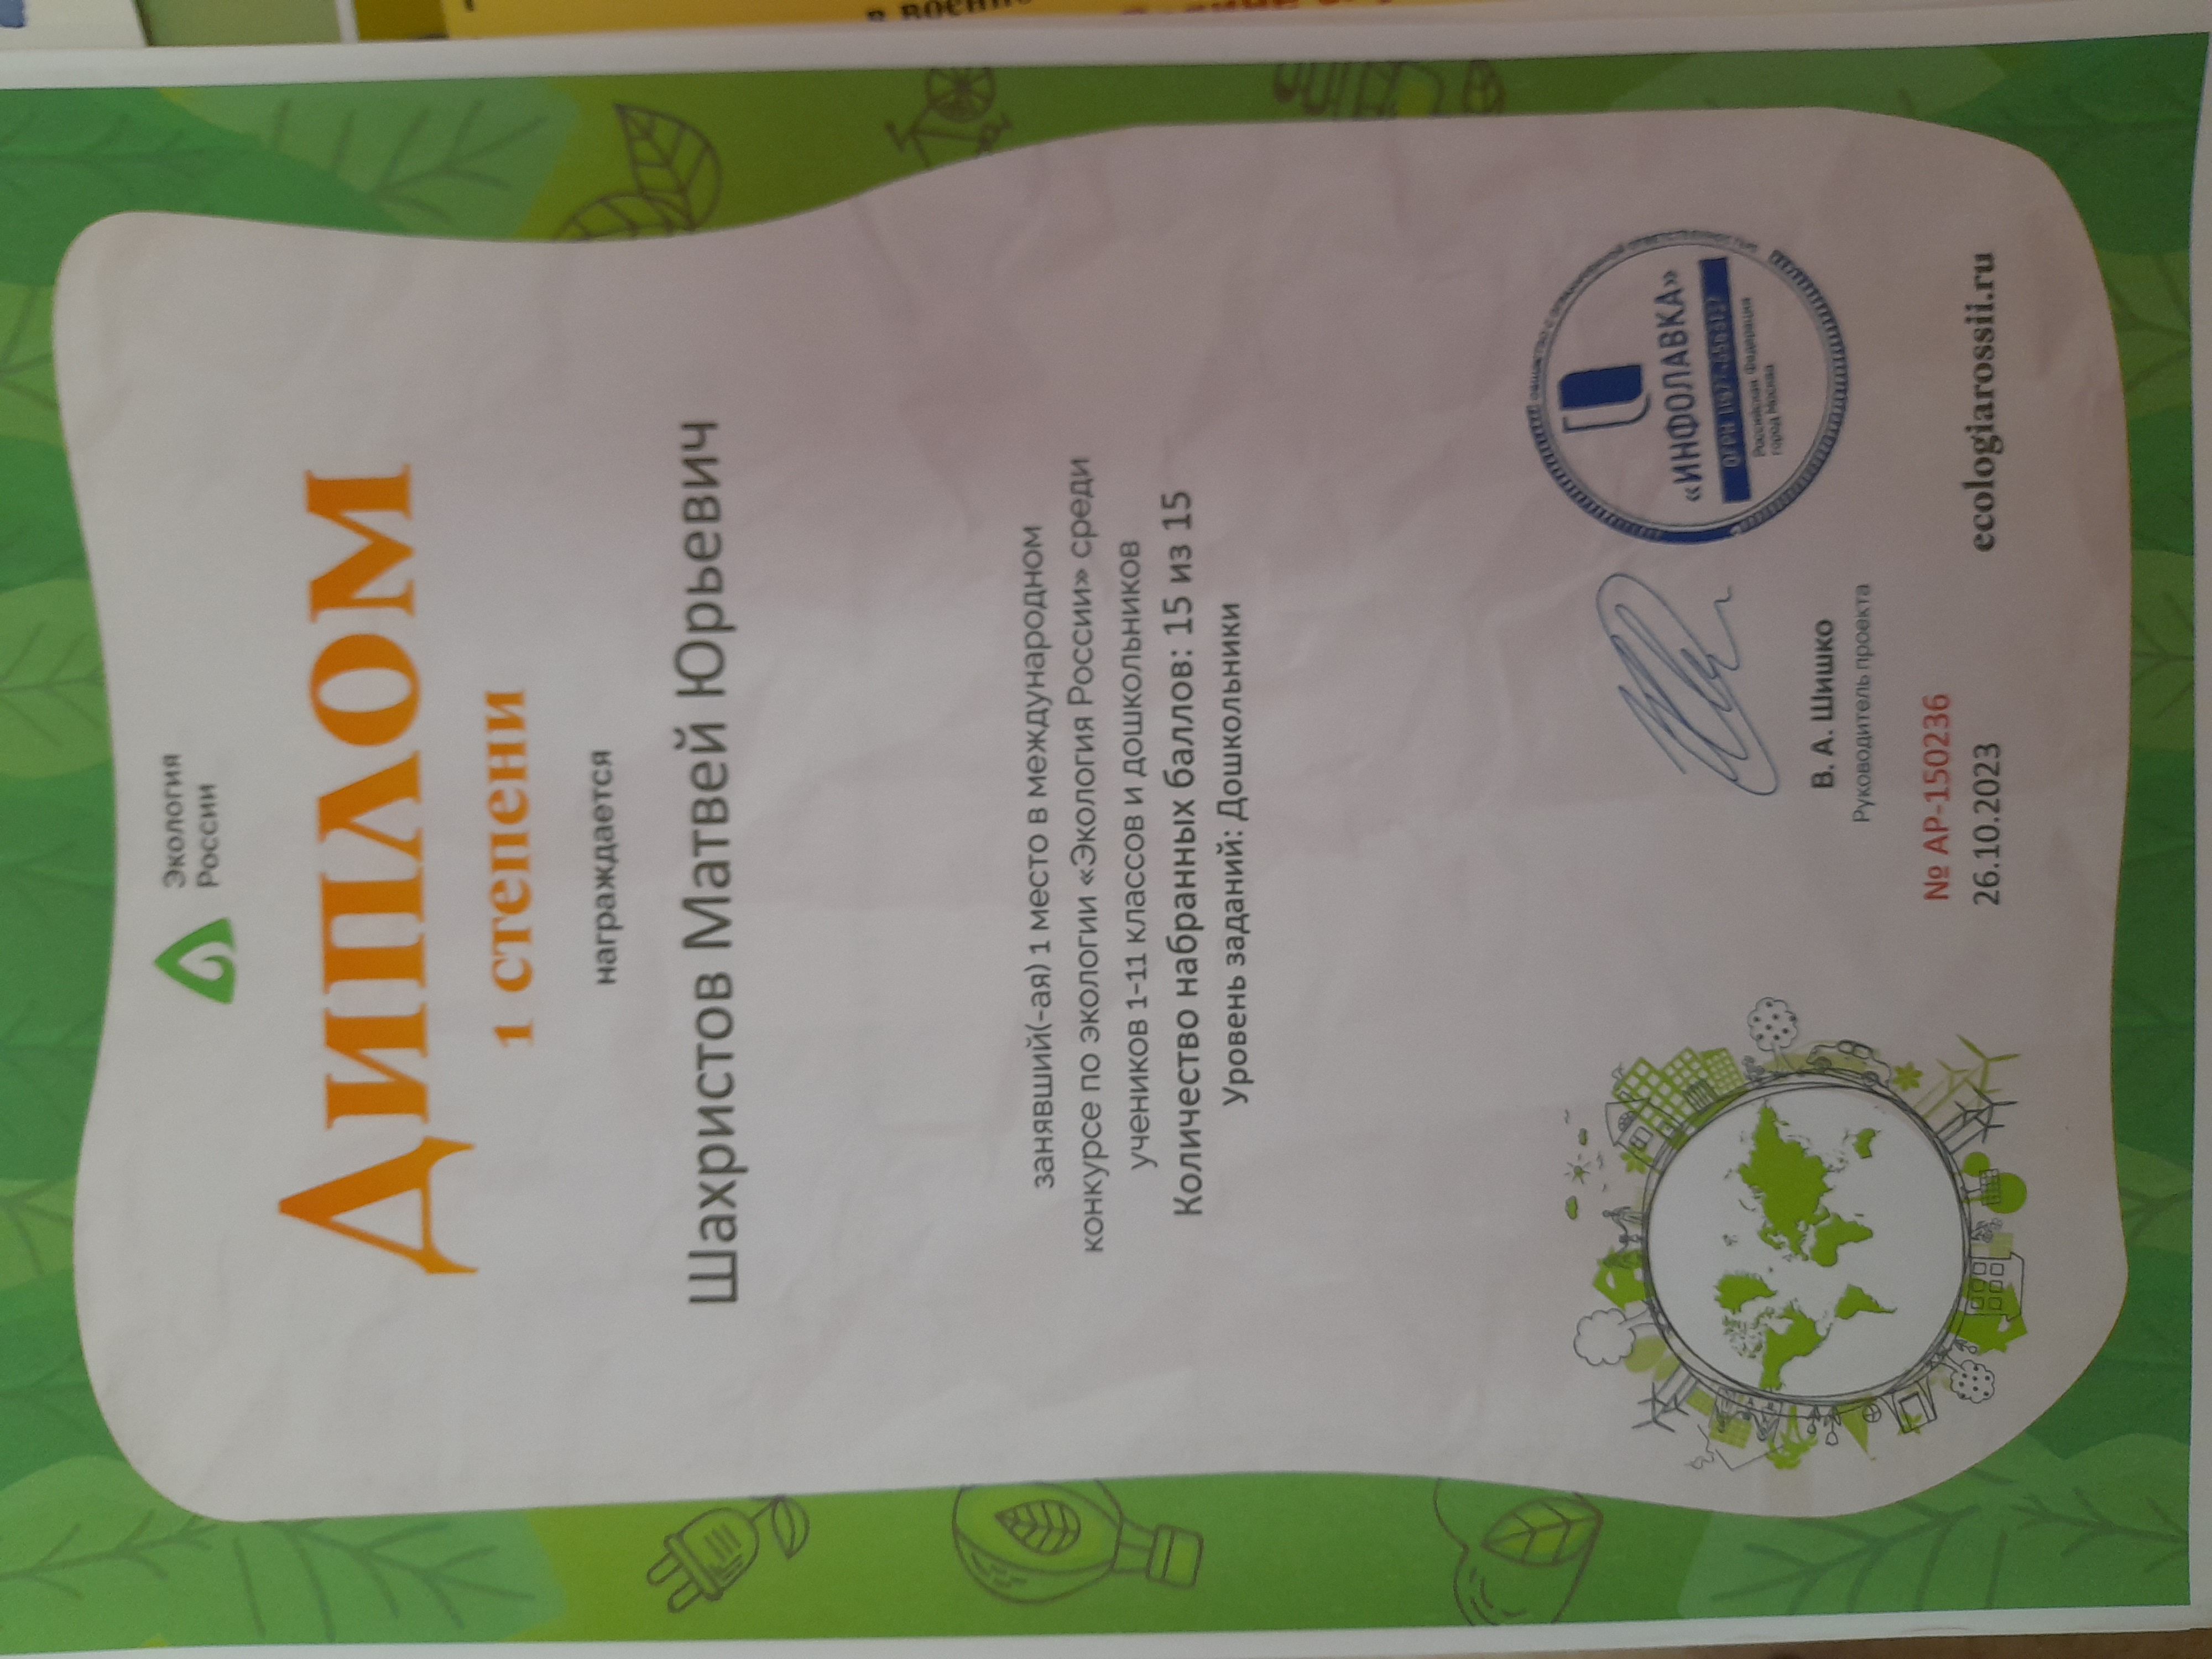 Экология
России
Диплом
1 степени
награждается
Шахристов Матвей Юрьевич
занявший(-ая) 1 место в международном
конкурсе по экологии «Экология России» среди
учеников 1-11 классов и дошкольников
Количество набранных баллов: 15 из 15
Уровень заданий: Дошкольники
«ИНФОЛАВКА»
ОГРН
Российская Федерация
город Москва
В. А. Шишко
Руководитель проекта
№ АР-150236
26.10.2023
ecologiarossii.ru